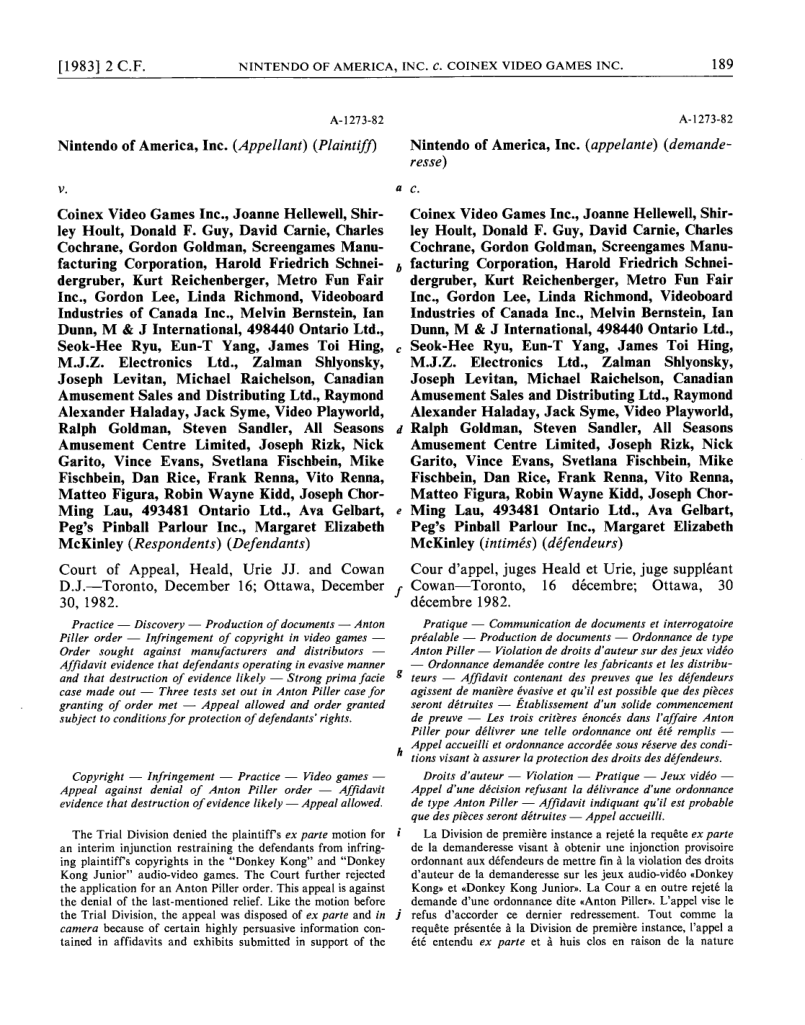 [1983] 2 C.F.
NINTENDO OF AMERICA, INC. c. COINEX VIDEO GAMES INC.
189
A-1273-82
Nintendo of America, Inc. (Appellant) (Plaintiff)
v.
Coinex Video Games Inc., Joanne Hellewell, Shir-
ley Hoult, Donald F. Guy, David Carnie, Charles
Cochrane, Gordon Goldman, Screengames Manu-
facturing Corporation, Harold Friedrich Schnei-
dergruber, Kurt Reichenberger, Metro Fun Fair
Inc., Gordon Lee, Linda Richmond, Videoboard
Industries of Canada Inc., Melvin Bernstein, Ian
Dunn, M & J International, 498440 Ontario Ltd.,
Seok-Hee Ryu, Eun-T Yang, James Toi Hing,
M.J.Z. Electronics Ltd., Zalman Shlyonsky,
Joseph Levitan, Michael Raichelson, Canadian
Amusement Sales and Distributing Ltd., Raymond
Alexander Haladay, Jack Syme, Video Playworld,
Ralph Goldman, Steven Sandler, All Seasons
Amusement Centre Limited, Joseph Rizk, Nick
Garito, Vince Evans, Svetlana Fischbein, Mike
Fischbein, Dan Rice, Frank Renna, Vito Renna,
Matteo Figura, Robin Wayne Kidd, Joseph Chor-
Ming Lau, 493481 Ontario Ltd., Ava Gelbart,
Peg's Pinball Parlour Inc., Margaret Elizabeth
McKinley (Respondents) (Defendants)
Court of Appeal, Heald, Urie JJ. and Cowan
D.J.—Toronto, December 16; Ottawa, December
30, 1982.
Practice — Discovery — Production of documents — Anton
Piller order — Infringement of copyright in video games —
Order sought against manufacturers and distributors —
Affidavit evidence that defendants operating in evasive manner
and that destruction of evidence likely — Strong prima facie
case made out — Three tests set out in Anton Piller case for
granting of order met — Appeal allowed and order granted
subject to conditions for protection of defendants' rights.
Copyright — Infringement — Practice — Video games —
Appeal against denial of Anton Piller order — Affidavit
evidence that destruction of evidence likely — Appeal allowed.
The Trial Division denied the plaintiff's ex parte motion for
an interim injunction restraining the defendants from infring-
ing plaintiff's copyrights in the "Donkey Kong" and "Donkey
Kong Junior" audio-video games. The Court further rejected
the application for an Anton Piller order. This appeal is against
the denial of the last-mentioned relief. Like the motion before
the Trial Division, the appeal was disposed of ex parte and in
camera because of certain highly persuasive information con-
tained in affidavits and exhibits submitted in support of the
A-1273-82
Nintendo of America, Inc. (appelante) (demande-
resse)
a c.
Coinex Video Games Inc., Joanne Hellewell, Shir-
ley Hoult, Donald F. Guy, David Carnie, Charles
Cochrane, Gordon Goldman, Screengames Manu-
b facturing Corporation, Harold Friedrich Schnei-
dergruber, Kurt Reichenberger, Metro Fun Fair
Inc., Gordon Lee, Linda Richmond, Videoboard
Industries of Canada Inc., Melvin Bernstein, Ian
Dunn, M & J International, 498440 Ontario Ltd.,
c Seok-Hee Ryu, Eun-T Yang, James Toi Hing,
M.J.Z. Electronics Ltd., Zalman Shlyonsky,
Joseph Levitan, Michael Raichelson, Canadian
Amusement Sales and Distributing Ltd., Raymond
Alexander Haladay, Jack Syme, Video Playworld,
d Ralph Goldman, Steven Sandler, All Seasons
Amusement Centre Limited, Joseph Rizk, Nick
Garito, Vince Evans, Svetlana Fischbein, Mike
Fischbein, Dan Rice, Frank Renna, Vito Renna,
Matteo Figura, Robin Wayne Kidd, Joseph Chor-
e Ming Lau, 493481 Ontario Ltd., Ava Gelbart,
Peg's Pinball Parlour Inc., Margaret Elizabeth
McKinley (intimés) (défendeurs)
Cour d'appel, juges Heald et Urie, juge suppléant
f Cowan—Toronto, 16 décembre; Ottawa, 30
décembre 1982.
Pratique — Communication de documents et interrogatoire
préalable — Production de documents — Ordonnance de type
Anton Piller — Violation de droits d'auteur sur des jeux vidéo
— Ordonnance demandée contre les fabricants et les distribu-
g teurs — Affidavit contenant des preuves que les défendeurs
agissent de manière évasive et qu'il est possible que des pièces
seront détruites — Établissement d'un solide commencement
de preuve — Les trois critères énoncés dans l'affaire Anton
Piller pour délivrer une telle ordonnance ont été remplis —
Appel accueilli et ordonnance accordée sous réserve des condi-
h tions visant à assurer la protection des droits des défendeurs.
Droits d'auteur — Violation — Pratique — Jeux vidéo —
Appel d'une décision refusant la délivrance d'une ordonnance
de type Anton Piller — Affidavit indiquant qu'il est probable
que des pièces seront détruites — Appel accueilli.
i La Division de première instance a rejeté la requête ex parte
de la demanderesse visant à obtenir une injonction provisoire
ordonnant aux défendeurs de mettre fin à la violation des droits
d'auteur de la demanderesse sur les jeux audio-vidéo «Donkey
Kong» et «Donkey Kong Junior». La Cour a en outre rejeté la
demande d'une ordonnance dite «Anton Piller». L'appel vise le
j refus d'accorder ce dernier redressement. Tout comme la
requête présentée à la Division de première instance, l'appel a
été entendu ex parte et à huis clos en raison de la nature